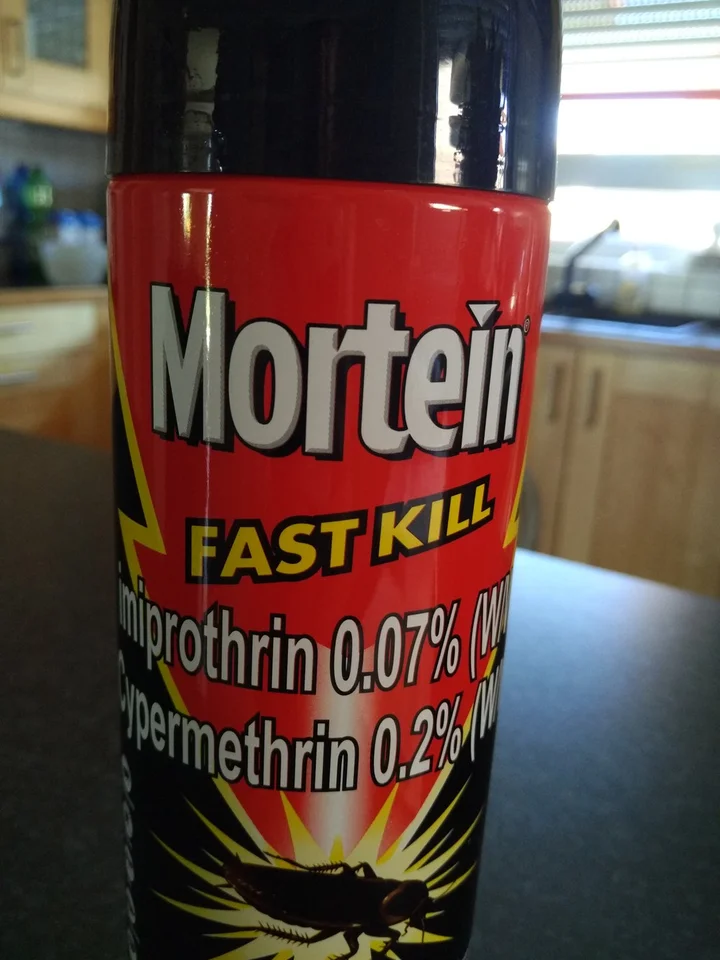 Mortein®
FAST KILL
imiprothrin 0.07% (W/
Cypermethrin 0.2% (W/